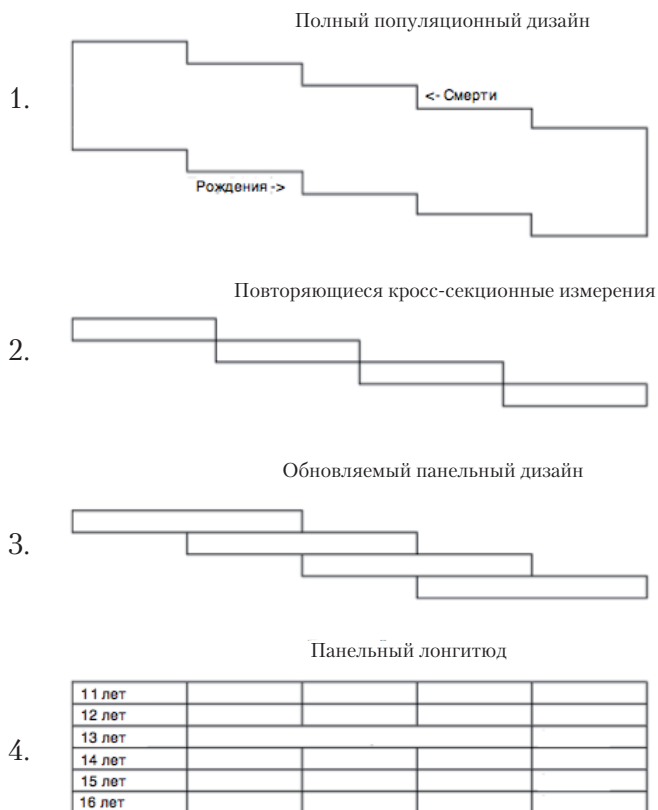 Полный популяционный дизайн
1.
<- Смерти
Рождения ->
Повторяющиеся кросс-секционные измерения
2.
Обновляемый панельный дизайн
3.
Панельный лонгитюд
11 лет
12 лет
13 лет
4.
14 лет
15 лет
16 лет